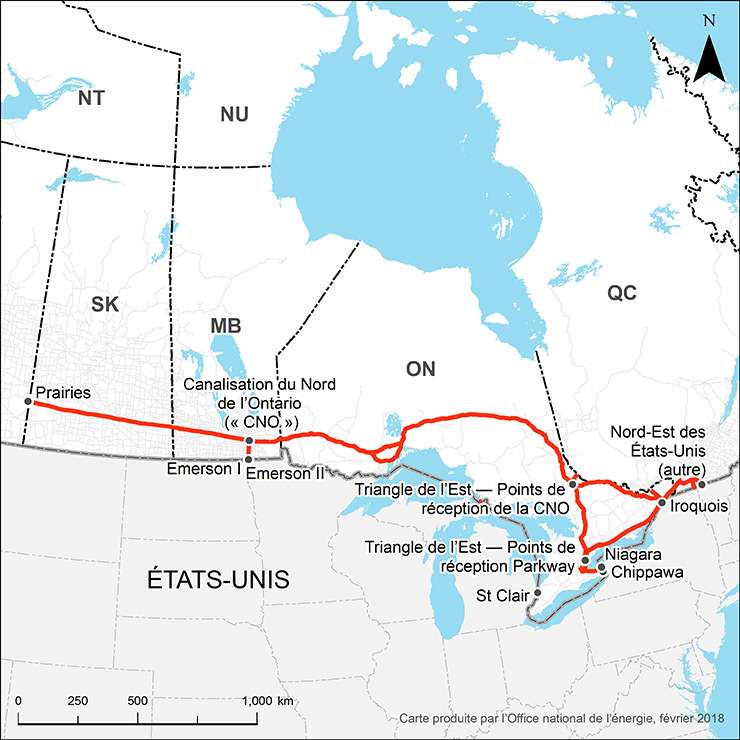 N
NT
NU
SK
MB
ON
QC
Prairies
Canalisation du Nord
de l'Ontario
(« CNO »)
Emerson I
Emerson II
Nord-Est des
États-Unis
(autre)
Iroquois
Triangle de l'Est — Points de
réception de la CNO
Triangle de l'Est — Points de
réception Parkway
Niagara
Chippawa
St Clair
ÉTATS-UNIS
0 250 500 1,000 km
Carte produite par l'Office national de l'énergie, février 2018